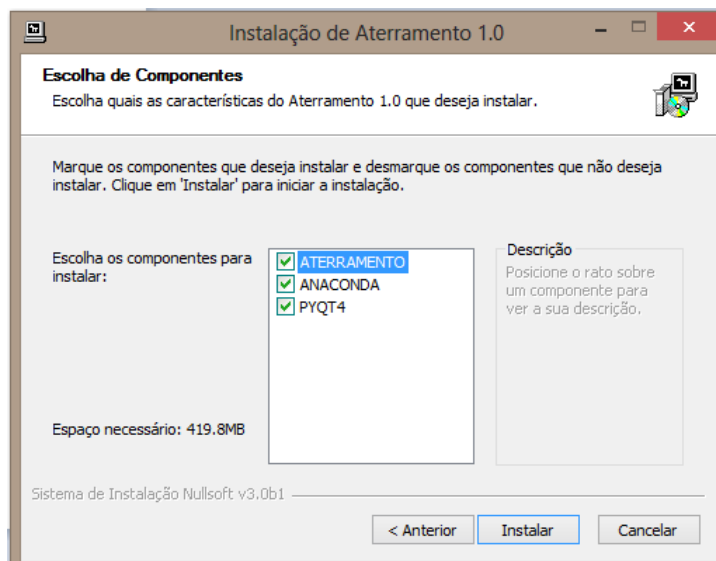 Instalação de Aterramento 1.0
Escolha de Componentes
Escolha quais as características do Aterramento 1.0 que deseja instalar.
Marque os componentes que deseja instalar e desmarque os componentes que não deseja
instalar. Clique em 'Instalar' para iniciar a instalação.
Escolha os componentes para
instalar:
ATERRAMENTO
ANACONDA
PYQT4
Descrição
Posicione o rato sobre
um componente para
ver a sua descrição.
Espaço necessário: 419.8MB
Sistema de Instalação Nullsoft v3.0b1
< Anterior
Instalar
Cancelar